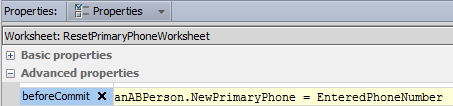 Properties: Properties
Worksheet: ResetPrimaryPhoneWorksheet
Basic properties
Advanced properties
beforeCommit anABPerson.NewPrimaryPhone = EnteredPhoneNumber